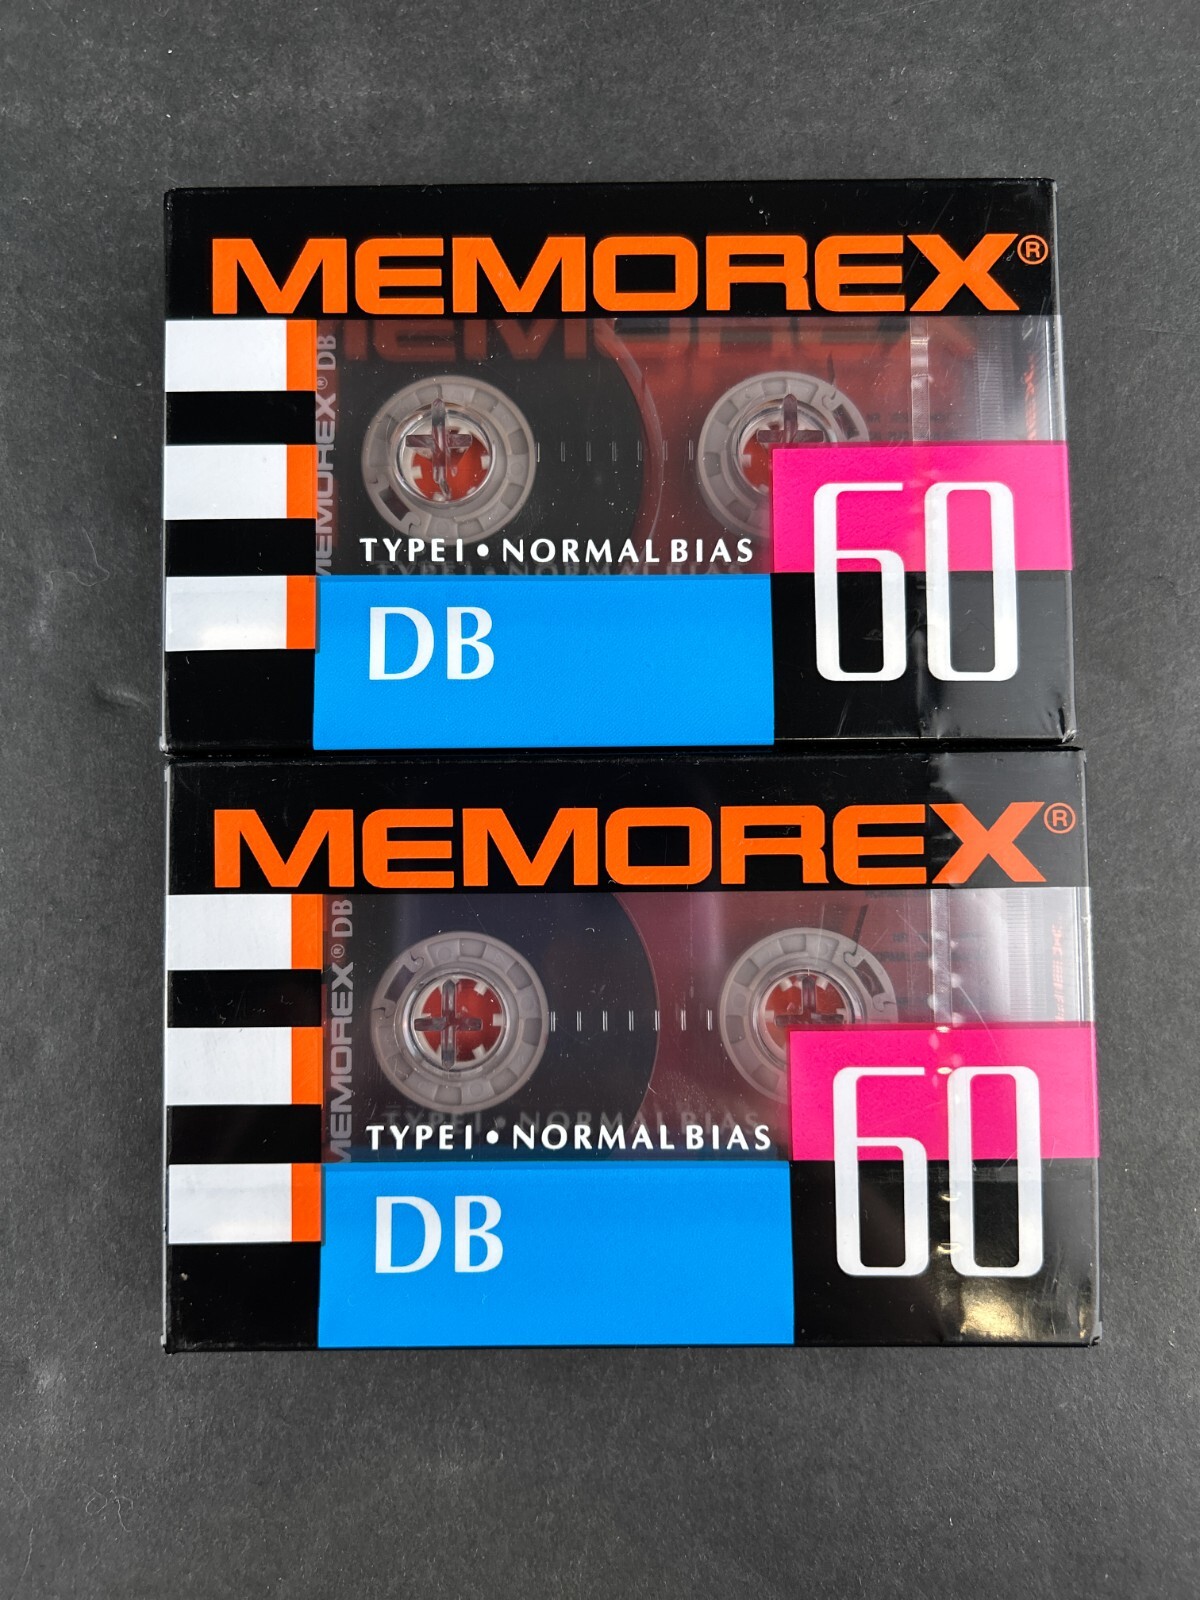 MEMOREX®
MEMOREX® DB
TYPE I • NORMAL BIAS
60
DB
MEMOREX®
MEMOREX® DB
TYPE I • NORMAL BIAS
60
DB